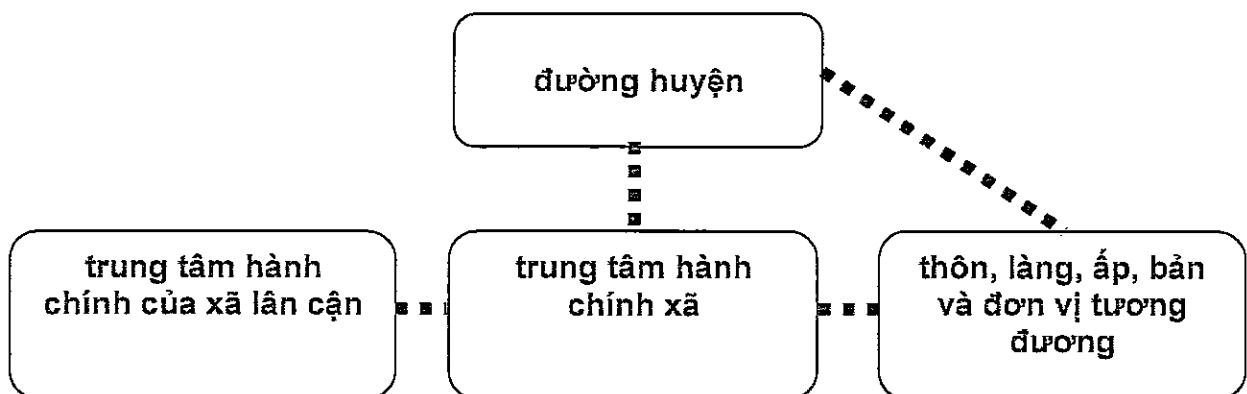 đường huyện
trung tâm hành
chính của xã lân cận
trung tâm hành
chính xã
thôn, làng, ấp, bản
và đơn vị tương
đương